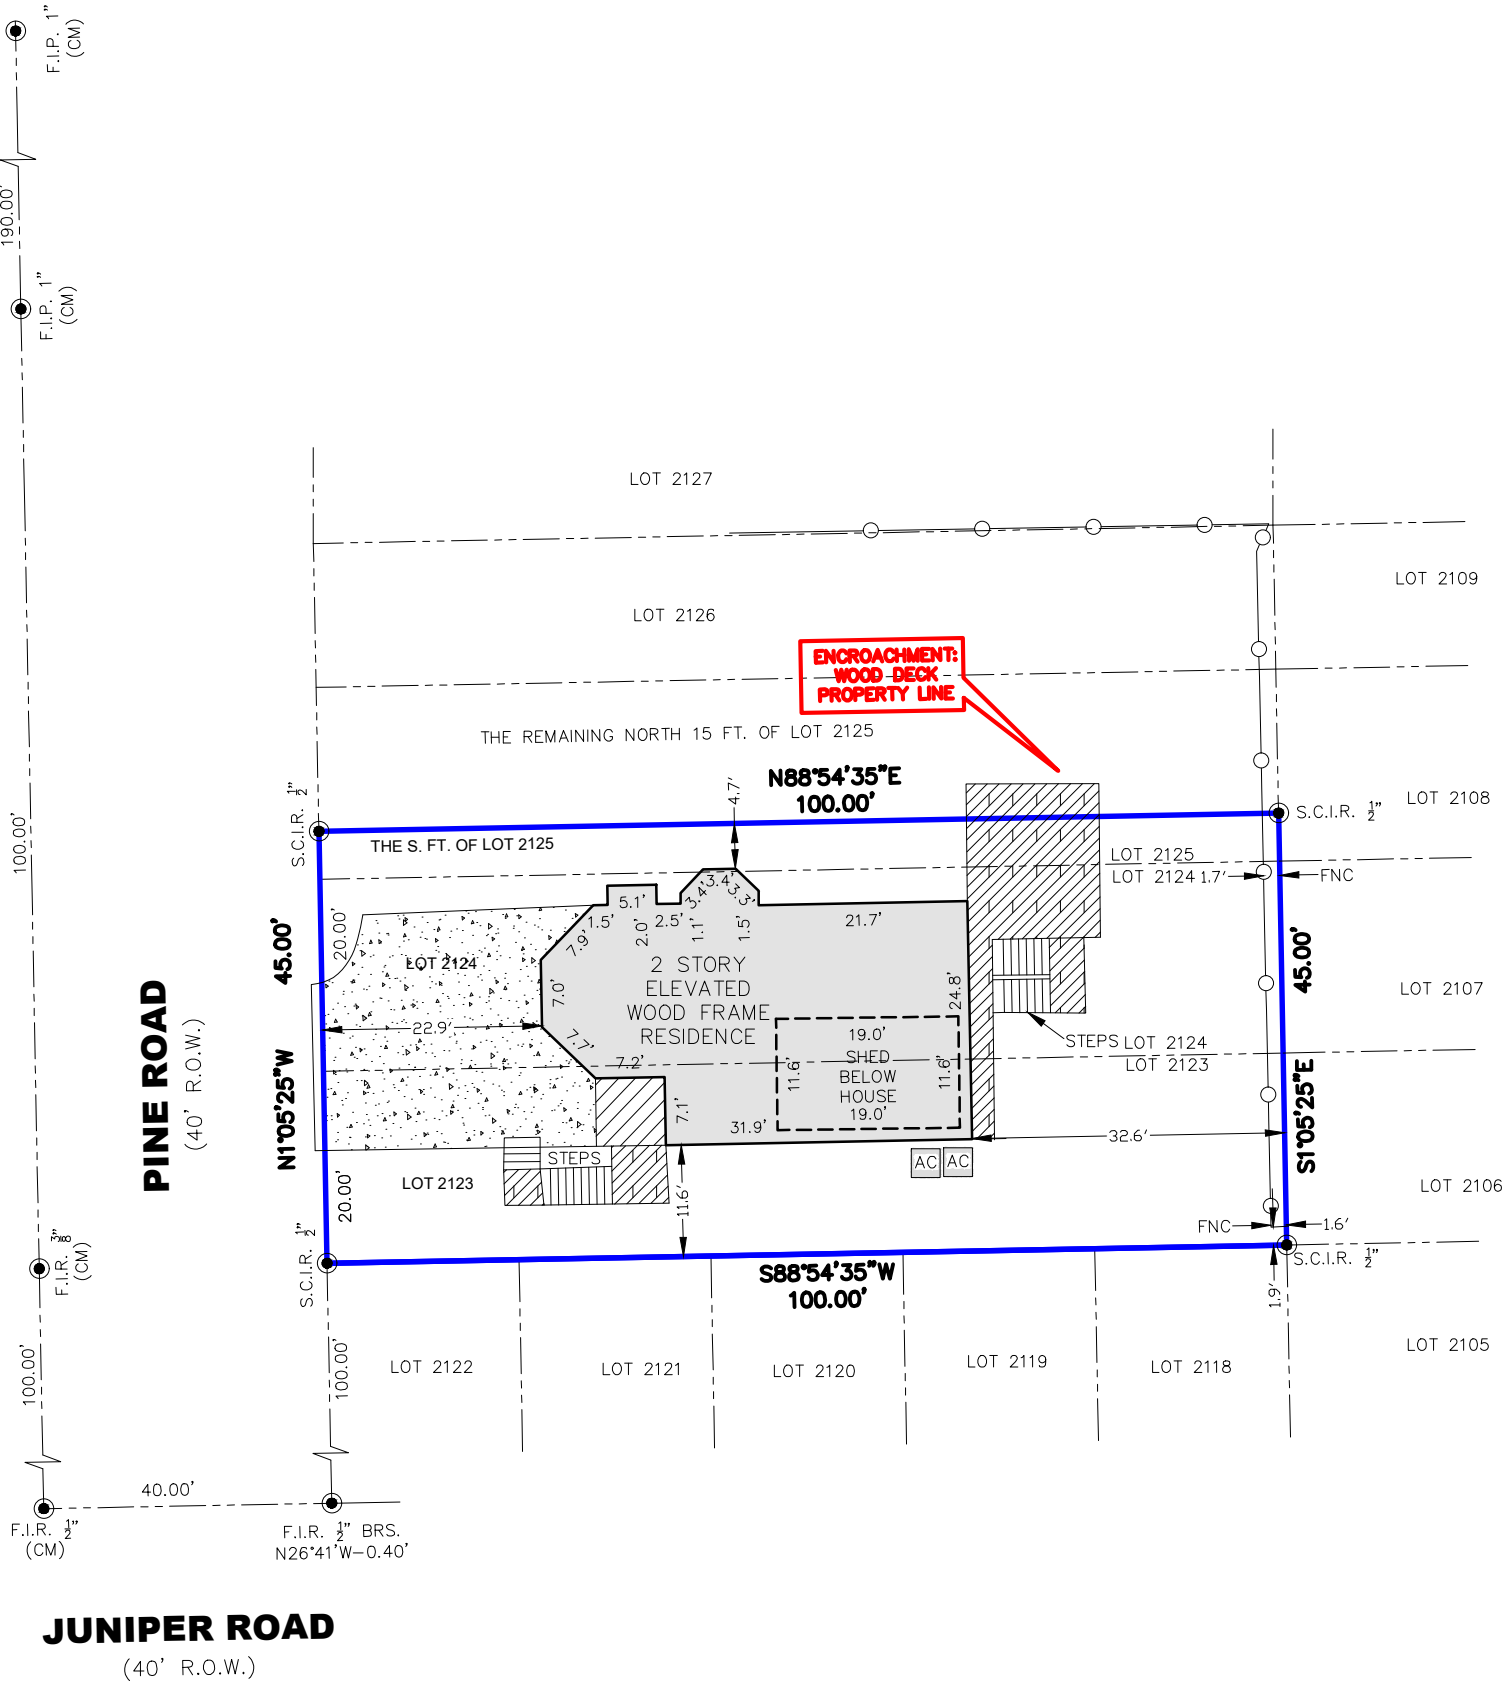 F.I.P. 1"
(CM)
190.00'
F.I.P. 1"
(CM)
100.00'
LOT 2127
LOT 2109
LOT 2126
ENCROACHMENT:
WOOD DECK
PROPERTY LINE
THE REMAINING NORTH 15 FT. OF LOT 2125
N88°54'35"E
100.00'
4.7'
S.C.I.R. ½"
S.C.I.R. ½"
LOT 2108
THE S. FT. OF LOT 2125
LOT 2125
LOT 2124
1.7'
FNC
20.00'
45.00'
5.1'
1.5'
2.0'
2.5'
3.4'
3.4'
3.3'
1.1'
1.5'
21.7'
7.9'
LOT 2124
7.0'
2 STORY
ELEVATED
WOOD FRAME
RESIDENCE
24.8'
45.00'
LOT 2107
22.9'
7.7'
7.2'
19.0'
SHED
BELOW
HOUSE
19.0'
11.6'
11.6'
STEPS
LOT 2124
LOT 2123
PINE ROAD
(40' R.O.W.)
N1°05'25"W
S1°05'25"E
7.1'
31.9'
32.6'
STEPS
AC
AC
LOT 2123
20.00'
11.6'
LOT 2106
FNC
1.6'
S.C.I.R. ½"
S.C.I.R. ½"
F.I.R. ⅜"
(CM)
S88°54'35"W
100.00'
1.9'
100.00'
100.00'
LOT 2122
LOT 2121
LOT 2120
LOT 2119
LOT 2118
LOT 2105
40.00'
F.I.R. ½"
(CM)
F.I.R. ½" BRS.
N26°41'W-0.40'
JUNIPER ROAD
(40' R.O.W.)